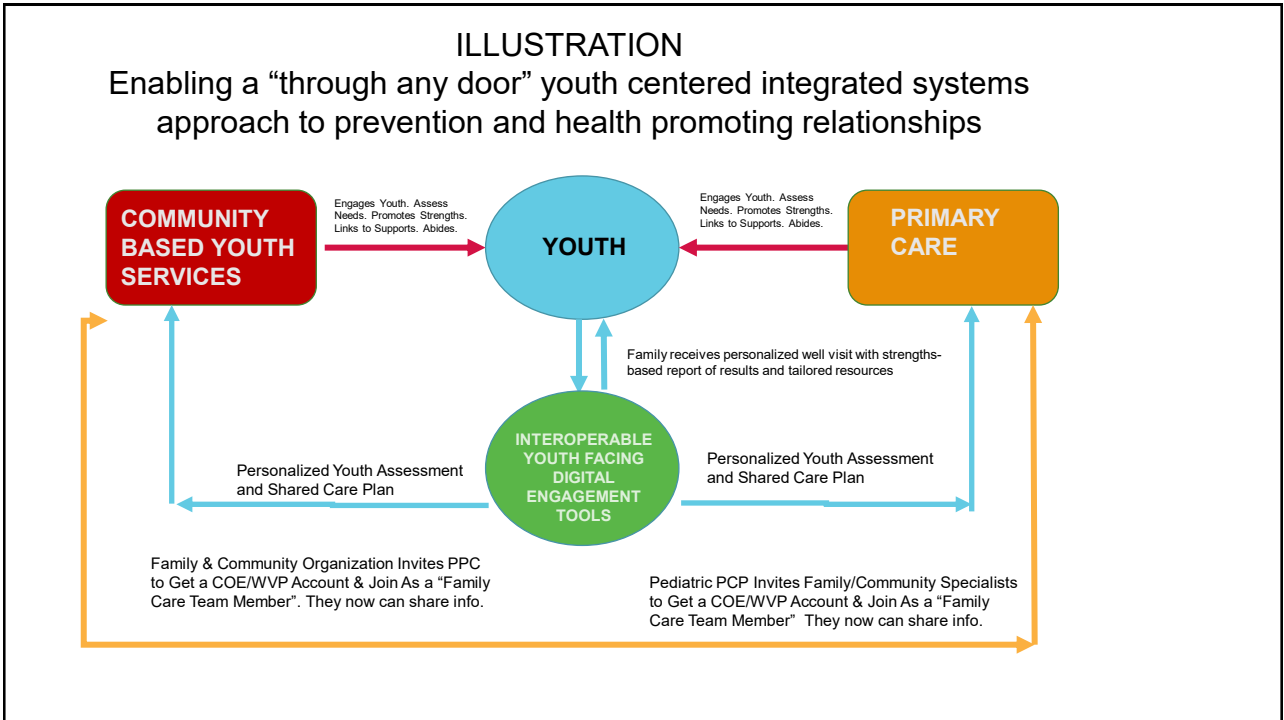 ILLUSTRATION
Enabling a “through any door” youth centered integrated systems
approach to prevention and health promoting relationships
COMMUNITY
BASED YOUTH
SERVICES
Engages Youth. Assess
Needs. Promotes Strengths.
Links to Supports. Abides.
YOUTH
Engages Youth. Assess
Needs. Promotes Strengths.
Links to Supports. Abides.
PRIMARY
CARE
Family receives personalized well visit with strengths-
based report of results and tailored resources
INTEROPERABLE
YOUTH FACING
DIGITAL
ENGAGEMENT
TOOLS
Personalized Youth Assessment
and Shared Care Plan
Personalized Youth Assessment
and Shared Care Plan
Family & Community Organization Invites PPC
to Get a COE/WVP Account & Join As a “Family
Care Team Member”. They now can share info.
Pediatric PCP Invites Family/Community Specialists
to Get a COE/WVP Account & Join As a “Family
Care Team Member” They now can share info.